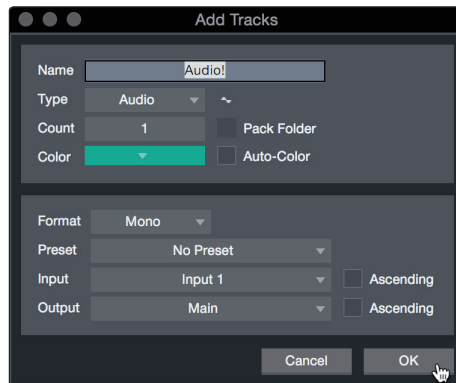 Add Tracks
Name Audio!
Type Audio
Count 1 Pack Folder
Color Auto-Color
Format Mono
Preset No Preset
Input Input 1 Ascending
Output Main Ascending
Cancel OK